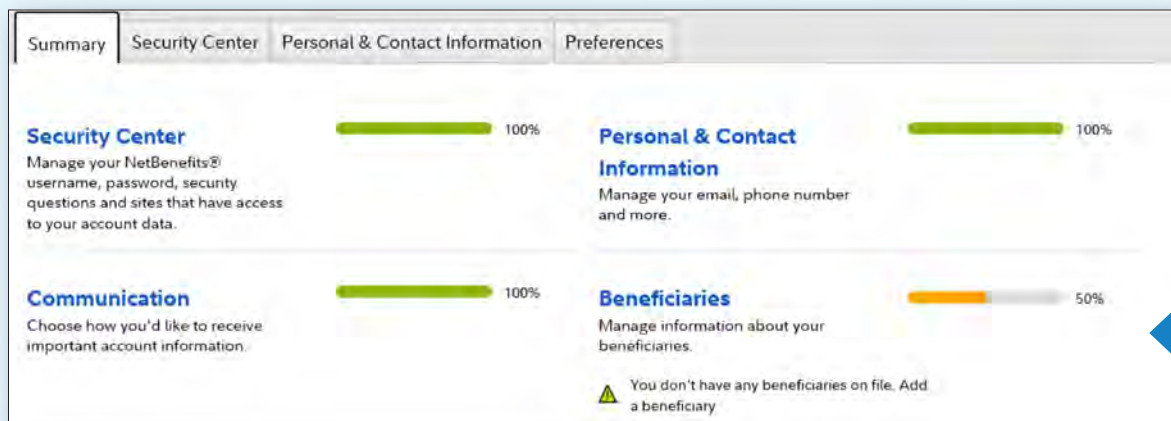 Summary Security Center Personal & Contact Information Preferences
Security Center 100%
Manage your NetBenefits®
username, password, security
questions and sites that have access
to your account data.
Personal & Contact 100%
Information
Manage your email, phone number
and more.
Communication 100%
Choose how you'd like to receive
important account information.
Beneficiaries 50%
Manage information about your
beneficiaries.
You don't have any beneficiaries on file. Add
a beneficiary